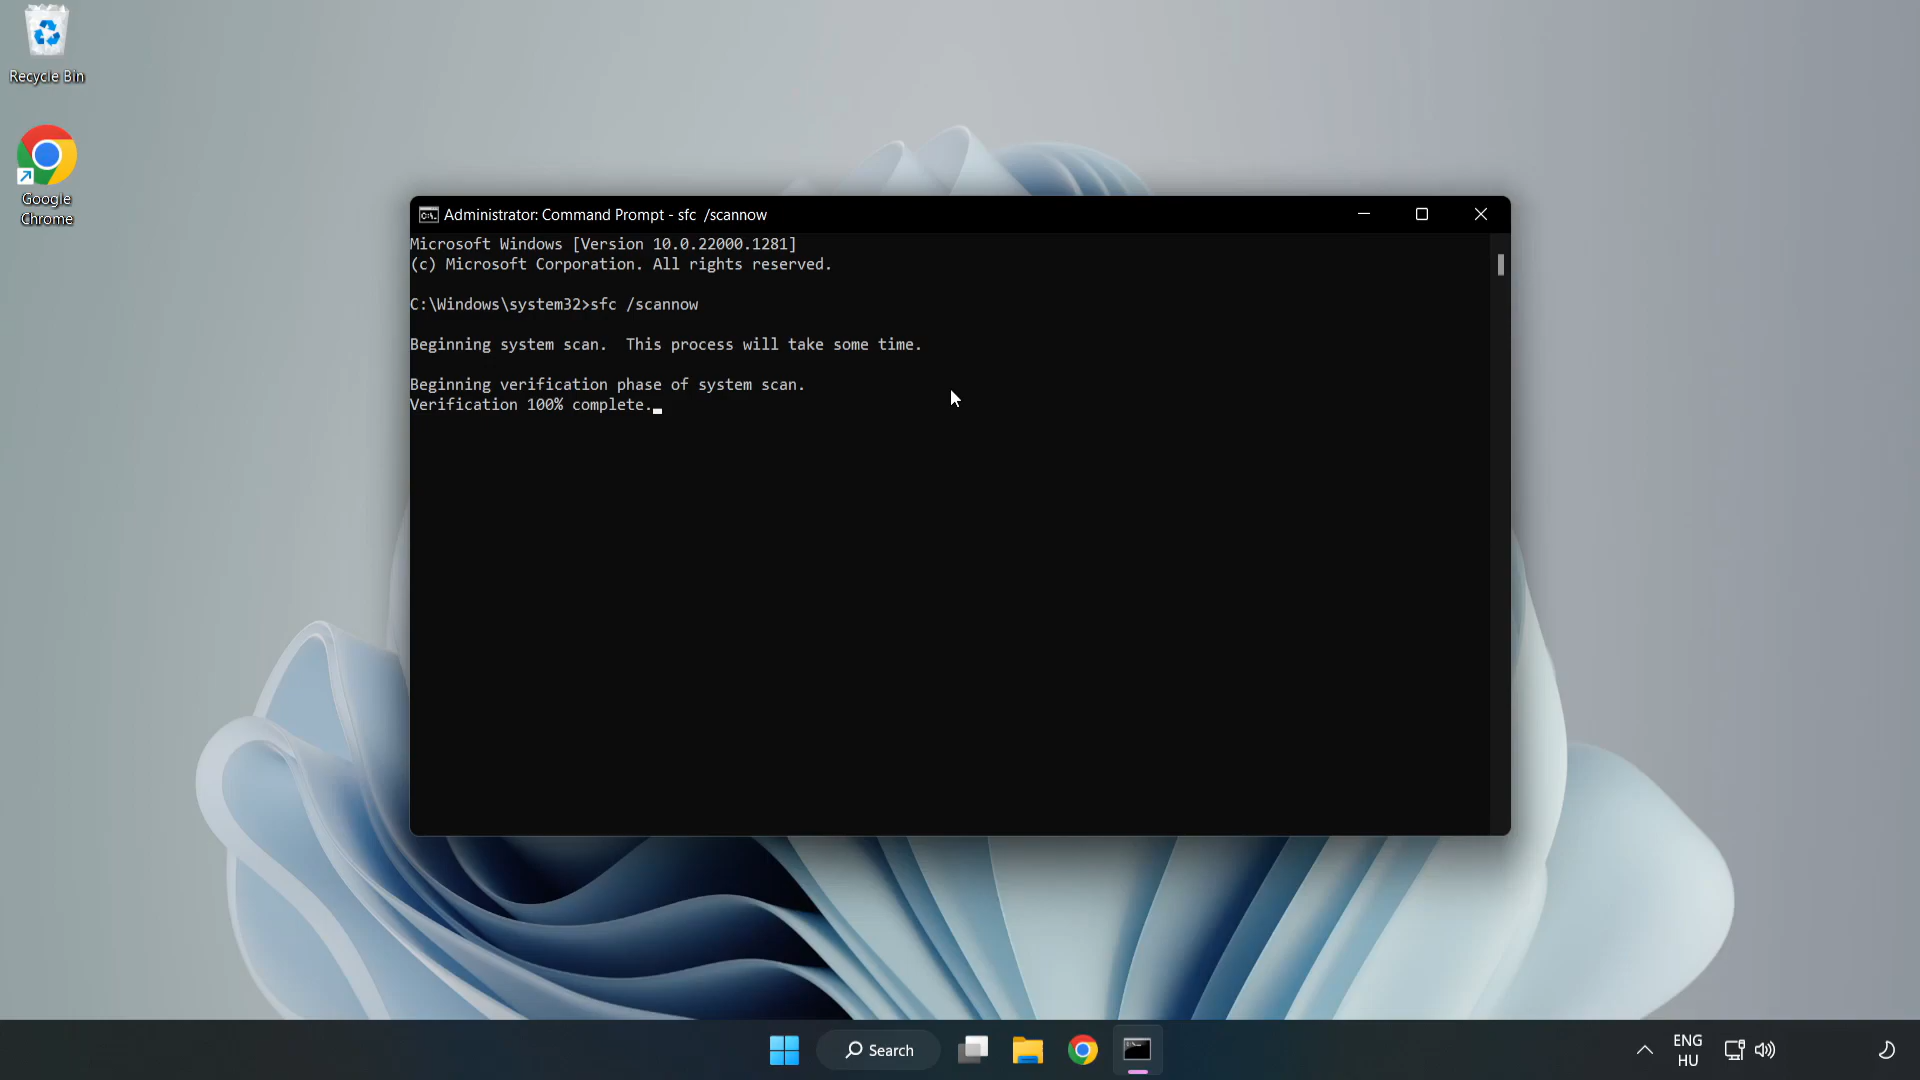 Recycle Bin
Google
Chrome
Administrator: Command Prompt - sfc  /scannow
Microsoft Windows [Version 10.0.22000.1281]
(c) Microsoft Corporation. All rights reserved.
C:\Windows\system32>sfc /scannow
Beginning system scan.  This process will take some time.
Beginning verification phase of system scan.
Verification 100% complete.
Search
ENG
HU